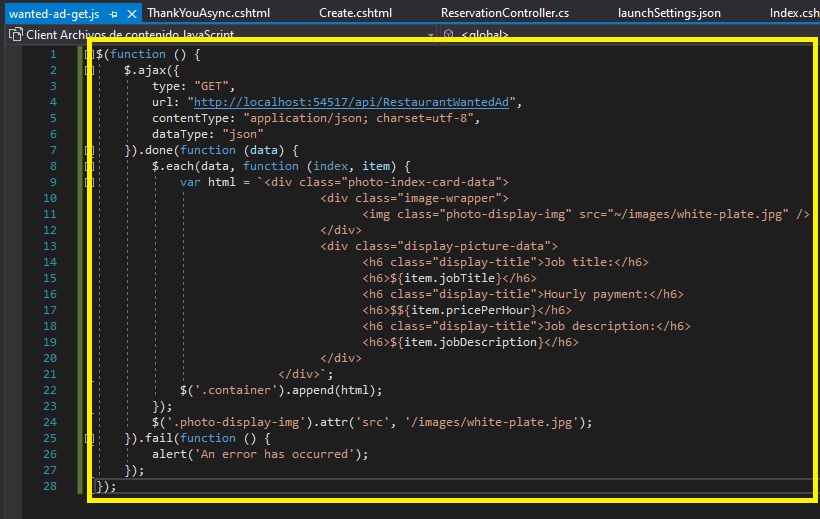 wanted-ad-get.js ThankYouAsync.cshtml Create.cshtml ReservationController.cs launchSettings.json Index.csh
Client Archivos de contenido JavaScript <global>
1 $(function () {
2 $.ajax({
3 type: "GET",
4 url: "http://localhost:54517/api/RestaurantWantedAd",
5 contentType: "application/json; charset=utf-8",
6 dataType: "json"
7 }).done(function (data) {
8 $.each(data, function (index, item) {
9 var html = `<div class="photo-index-card-data">
10 <div class="image-wrapper">
11 <img class="photo-display-img" src="~/images/white-plate.jpg" />
12 </div>
13 <div class="display-picture-data">
14 <h6 class="display-title">Job title:</h6>
15 <h6>${item.jobTitle}</h6>
16 <h6 class="display-title">Hourly payment:</h6>
17 <h6>$${item.pricePerHour}</h6>
18 <h6 class="display-title">Job description:</h6>
19 <h6>${item.jobDescription}</h6>
20 </div>
21 </div>`;
22 $('.container').append(html);
23 });
24 $('.photo-display-img').attr('src', '/images/white-plate.jpg');
25 }).fail(function () {
26 alert('An error has occurred');
27 });
28 });